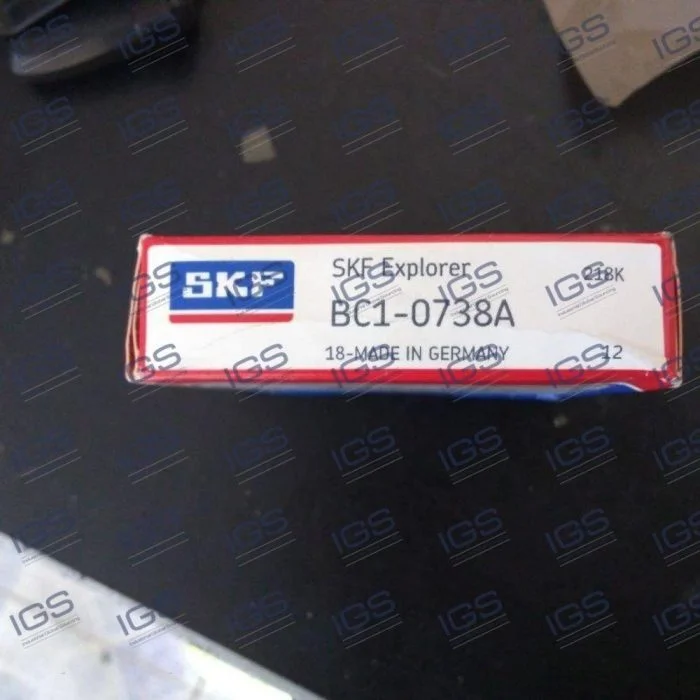 SKF
SKF Explorer
218K
BC1-0738A
18-MADE IN GERMANY
12
IGS